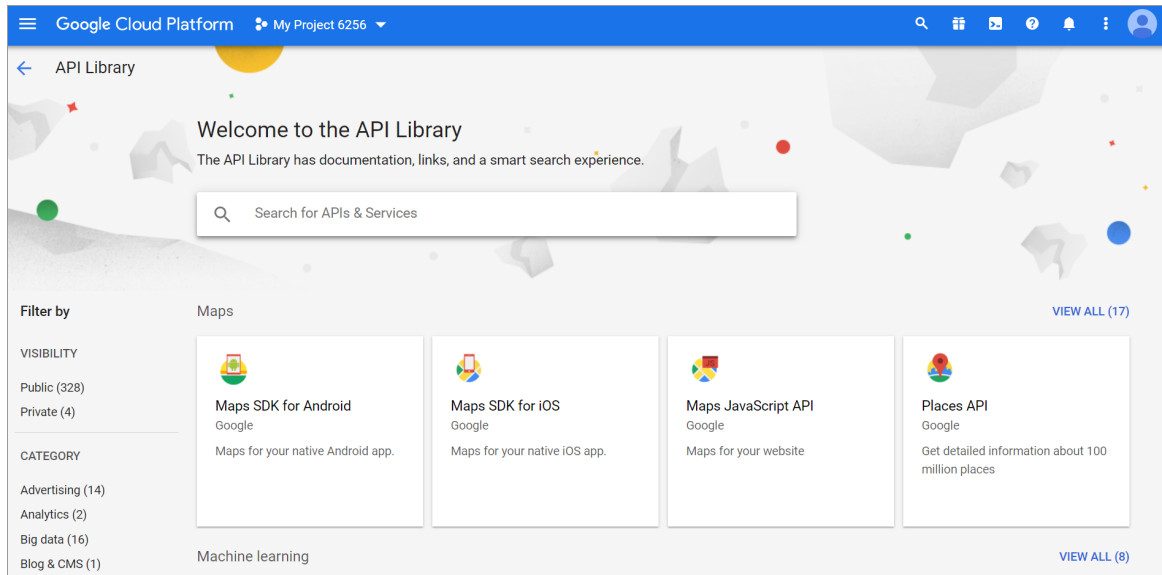 Google Cloud Platform
My Project 6256
API Library
Welcome to the API Library
The API Library has documentation, links, and a smart search experience.
Search for APIs & Services
Filter by
VISIBILITY
Public (328)
Private (4)
CATEGORY
Advertising (14)
Analytics (2)
Big data (16)
Blog & CMS (1)
Maps
VIEW ALL (17)
Maps SDK for Android
Google
Maps for your native Android app.
Maps SDK for iOS
Google
Maps for your native iOS app.
JS
Maps JavaScript API
Google
Maps for your website
Places API
Google
Get detailed information about 100
million places
Machine learning
VIEW ALL (8)